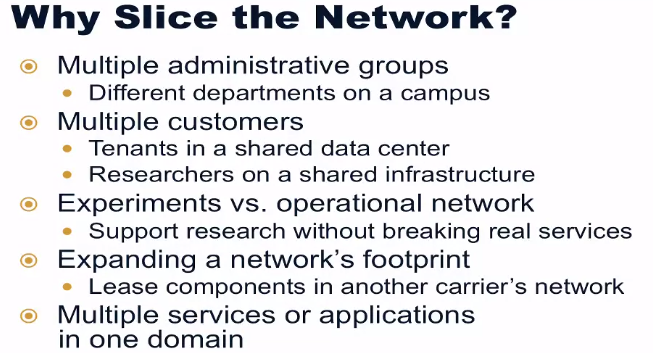 Why Slice the Network?
Multiple administrative groups
Different departments on a campus
Multiple customers
Tenants in a shared data center
Researchers on a shared infrastructure
Experiments vs. operational network
Support research without breaking real services
Expanding a network's footprint
Lease components in another carrier's network
Multiple services or applications
in one domain